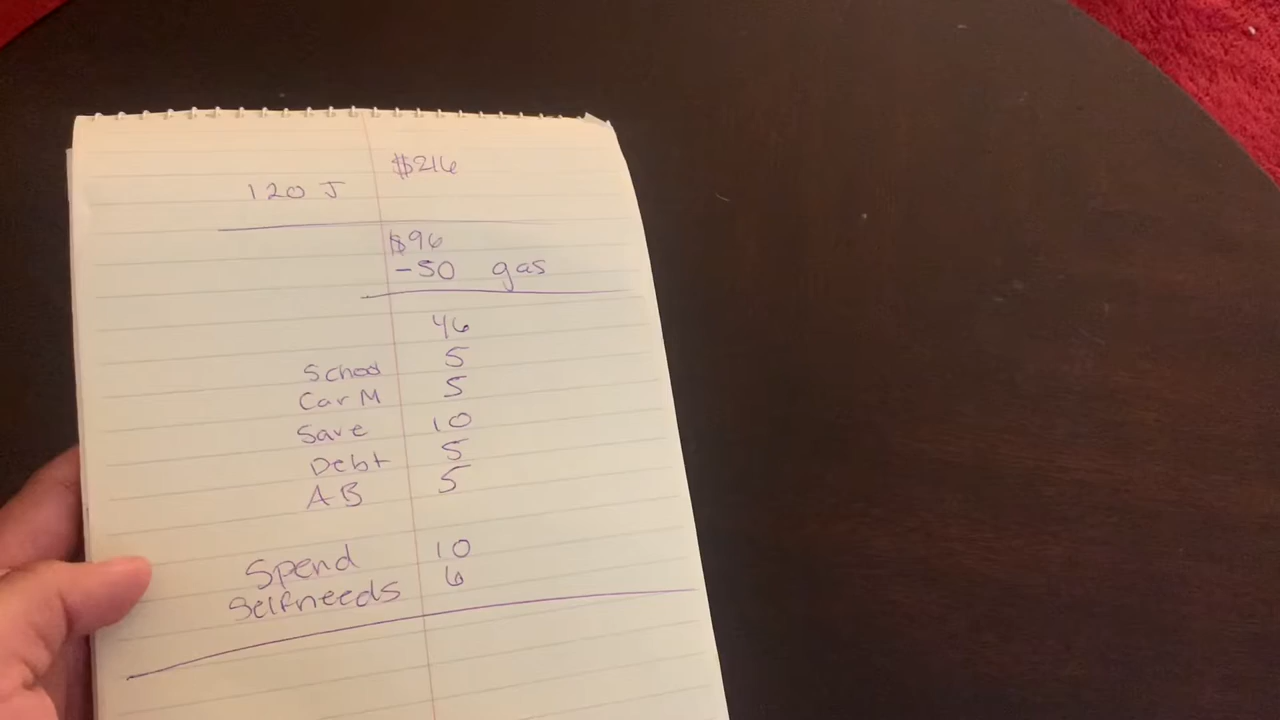 $216
120 J
$96
-50 gas
46
School 5
Car M 5
Save 10
Debt 5
AB 5
Spend 10
Selfneeds 6